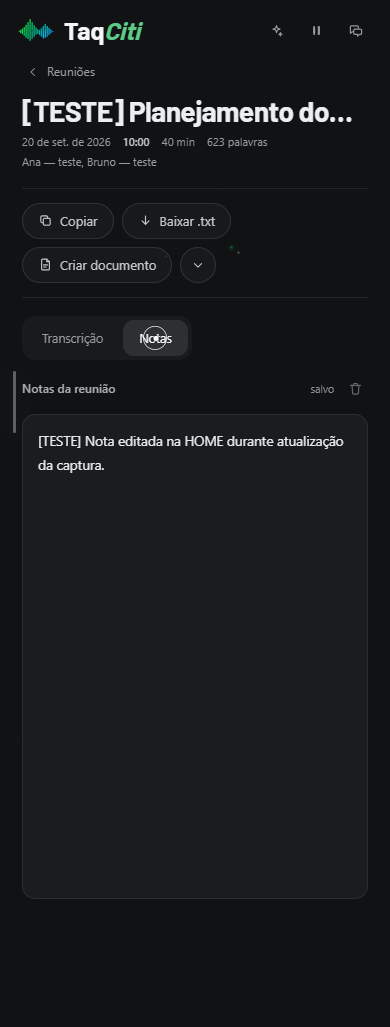 TaqCiti
Reuniões
[TESTE] Planejamento do...
20 de set. de 2026 10:00 40 min 623 palavras
Ana — teste, Bruno — teste
Copiar Baixar .txt
Criar documento
Transcrição Notas
Notas da reunião salvo
[TESTE] Nota editada na HOME durante atualização
da captura.